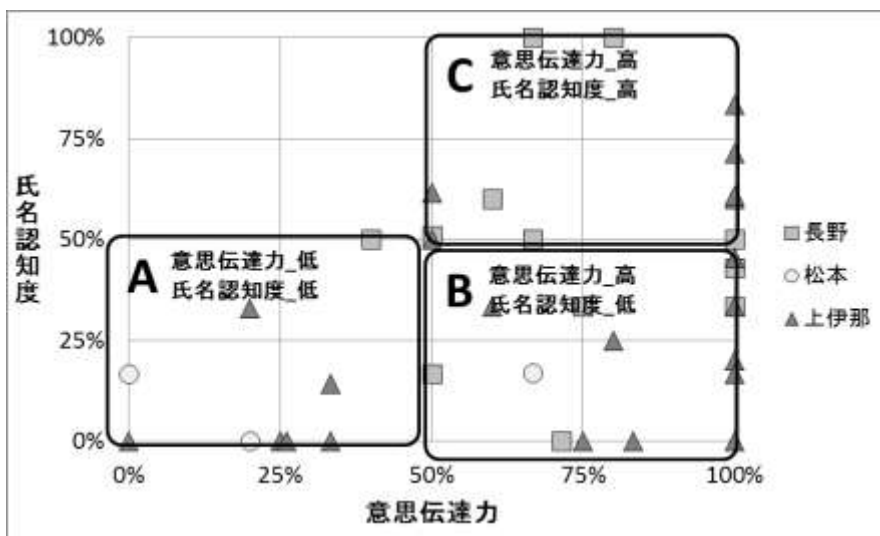 100%
75%
50%
25%
0%
氏名認知度
C
意思伝達力_高
氏名認知度_高
A
意思伝達力_低
氏名認知度_低
B
意思伝達力_高
氏名認知度_低
長野
松本
上伊那
0%
25%
50%
75%
100%
意思伝達力